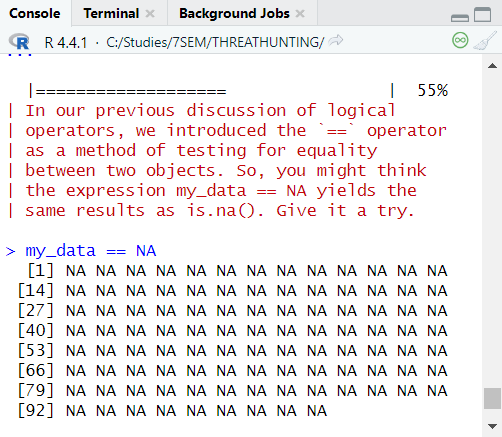 Console Terminal × Background Jobs ×
R R 4.4.1 · C:/Studies/7SEM/THREATHUNTING/
...
|=================== | 55%
| In our previous discussion of logical
| operators, we introduced the `==` operator
| as a method of testing for equality
| between two objects. So, you might think
| the expression my_data == NA yields the
| same results as is.na(). Give it a try.
> my_data == NA
[1] NA NA NA NA NA NA NA NA NA NA NA NA NA
[14] NA NA NA NA NA NA NA NA NA NA NA NA NA
[27] NA NA NA NA NA NA NA NA NA NA NA NA NA
[40] NA NA NA NA NA NA NA NA NA NA NA NA NA
[53] NA NA NA NA NA NA NA NA NA NA NA NA NA
[66] NA NA NA NA NA NA NA NA NA NA NA NA NA
[79] NA NA NA NA NA NA NA NA NA NA NA NA NA
[92] NA NA NA NA NA NA NA NA NA